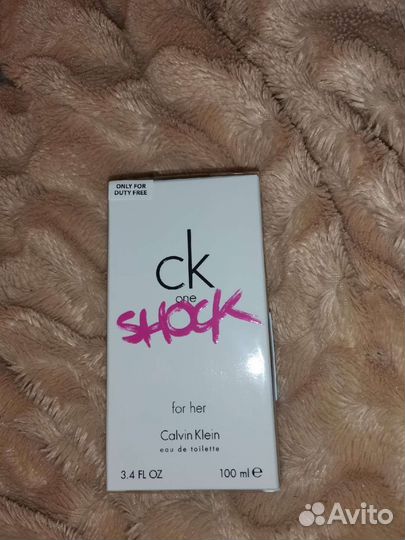 ONLY FOR
DUTY FREE
ck
one
SHOCK
for her
Calvin Klein
eau de toilette
3.4 FL OZ 100 ml ℮
Avito